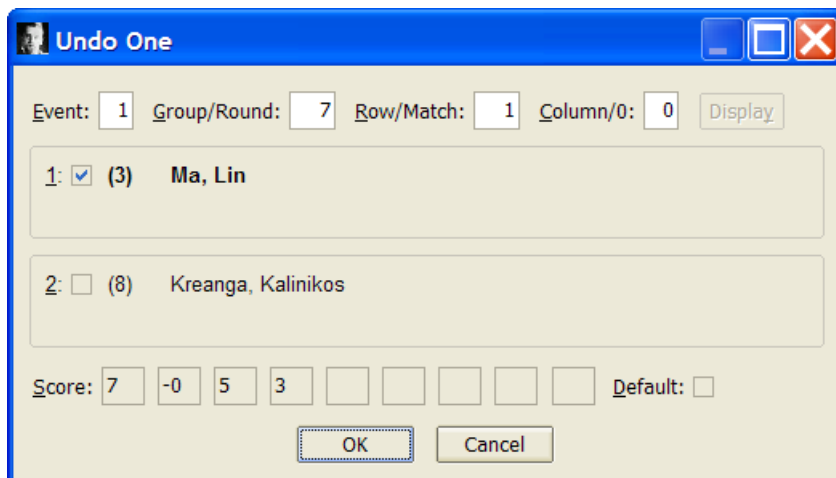 Undo One
Event: 1 Group/Round: 7 Row/Match: 1 Column/0: 0 Display
1: (3) Ma, Lin
2: (8) Kreanga, Kalinikos
Score: 7 -0 5 3 Default:
OK Cancel